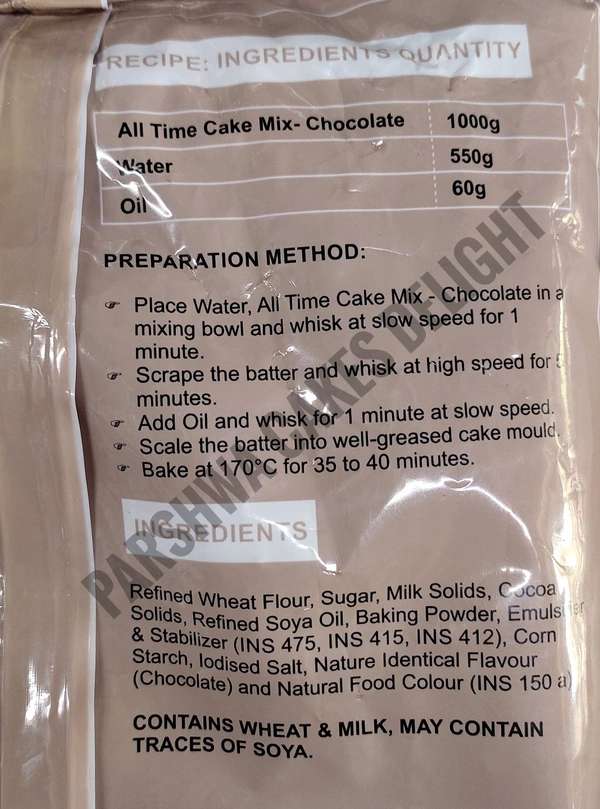 RECIPE: INGREDIENTS QUANTITY
All Time Cake Mix- Chocolate 1000g
Water 550g
Oil 60g
PREPARATION METHOD:
☞ Place Water, All Time Cake Mix - Chocolate in a
mixing bowl and whisk at slow speed for 1
minute.
☞ Scrape the batter and whisk at high speed for 5
minutes.
☞ Add Oil and whisk for 1 minute at slow speed.
☞ Scale the batter into well-greased cake mould.
☞ Bake at 170°C for 35 to 40 minutes.
INGREDIENTS
Refined Wheat Flour, Sugar, Milk Solids, Cocoa
Solids, Refined Soya Oil, Baking Powder, Emulsifier
& Stabilizer (INS 475, INS 415, INS 412), Corn
Starch, Iodised Salt, Nature Identical Flavour
(Chocolate) and Natural Food Colour (INS 150 a)
CONTAINS WHEAT & MILK, MAY CONTAIN
TRACES OF SOYA.
PARSHWA CAKES DELIGHT